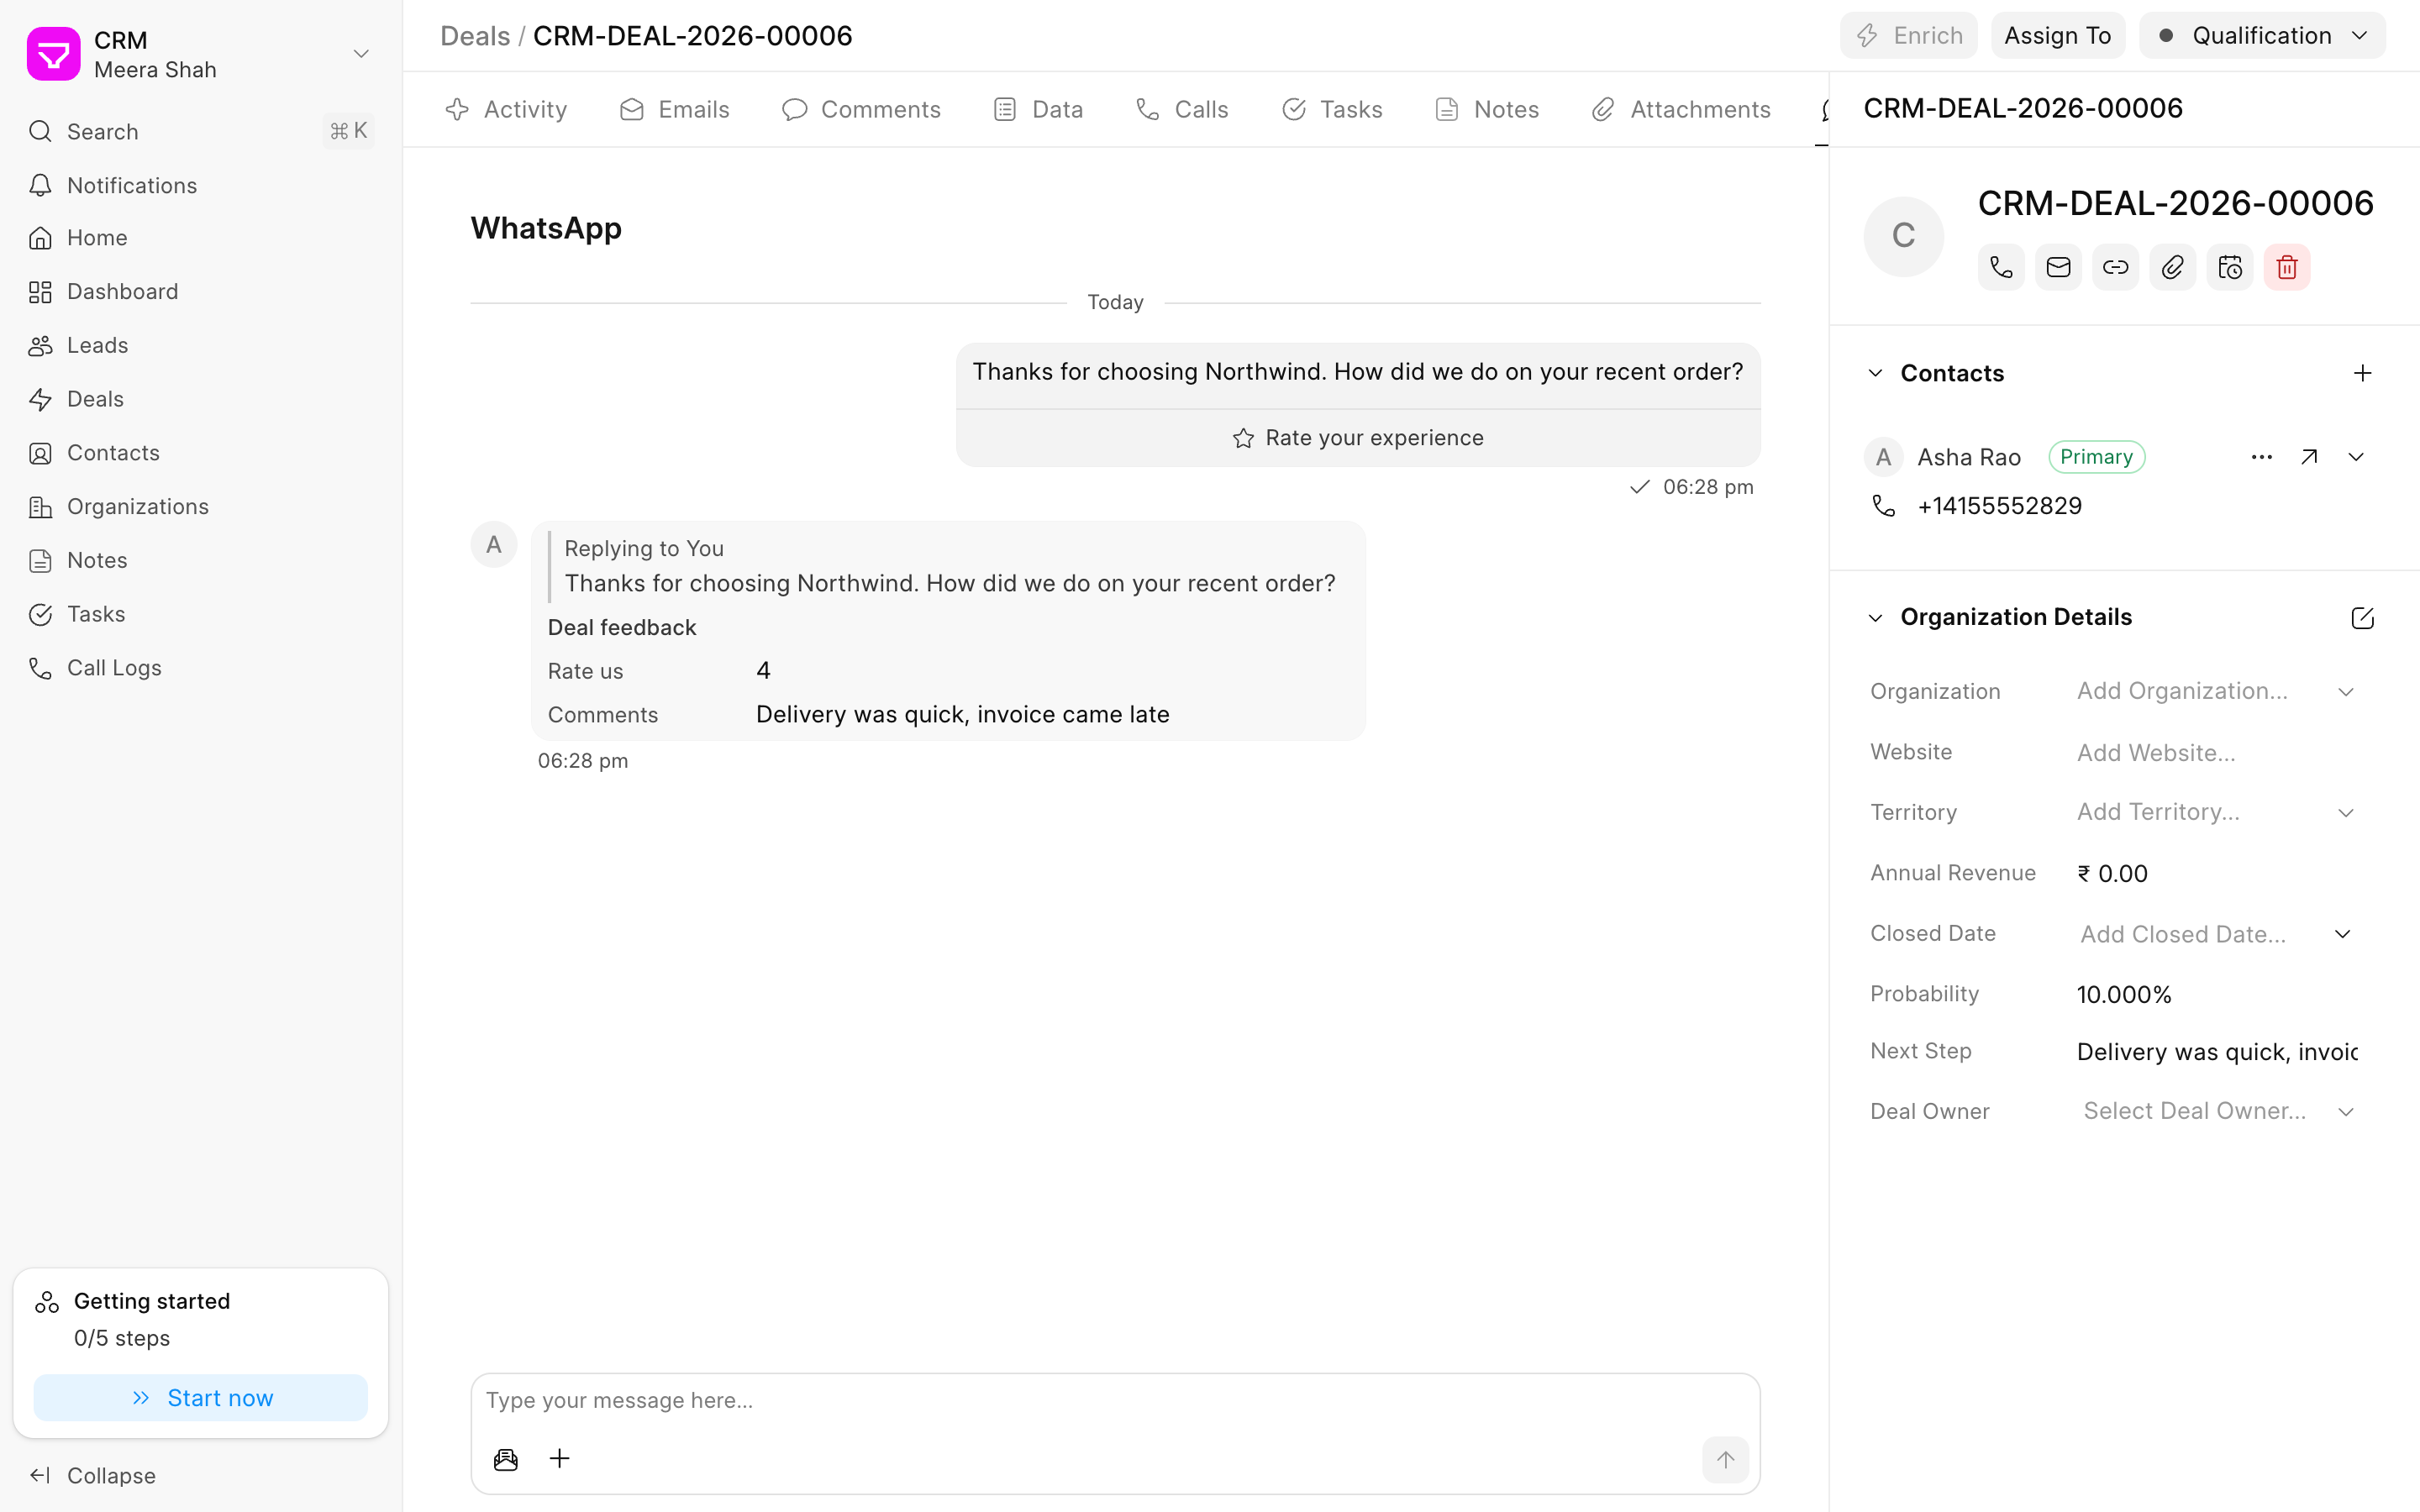 CRM
Meera Shah
Search
⌘ K
Notifications
Home
Dashboard
Leads
Deals
Contacts
Organizations
Notes
Tasks
Call Logs
Getting started
0/5 steps
Start now
Collapse
Deals / CRM-DEAL-2026-00006
Enrich
Assign To
Qualification
Activity
Emails
Comments
Data
Calls
Tasks
Notes
Attachments
WhatsApp
Today
Thanks for choosing Northwind. How did we do on your recent order?
Rate your experience
06:28 pm
A
Replying to You
Thanks for choosing Northwind. How did we do on your recent order?
Deal feedback
Rate us 4
Comments Delivery was quick, invoice came late
06:28 pm
Type your message here...
CRM-DEAL-2026-00006
C
CRM-DEAL-2026-00006
Contacts
A Asha Rao Primary
+14155552829
Organization Details
Organization Add Organization...
Website Add Website...
Territory Add Territory...
Annual Revenue ₹ 0.00
Closed Date Add Closed Date...
Probability 10.000%
Next Step Delivery was quick, invoic
Deal Owner Select Deal Owner...